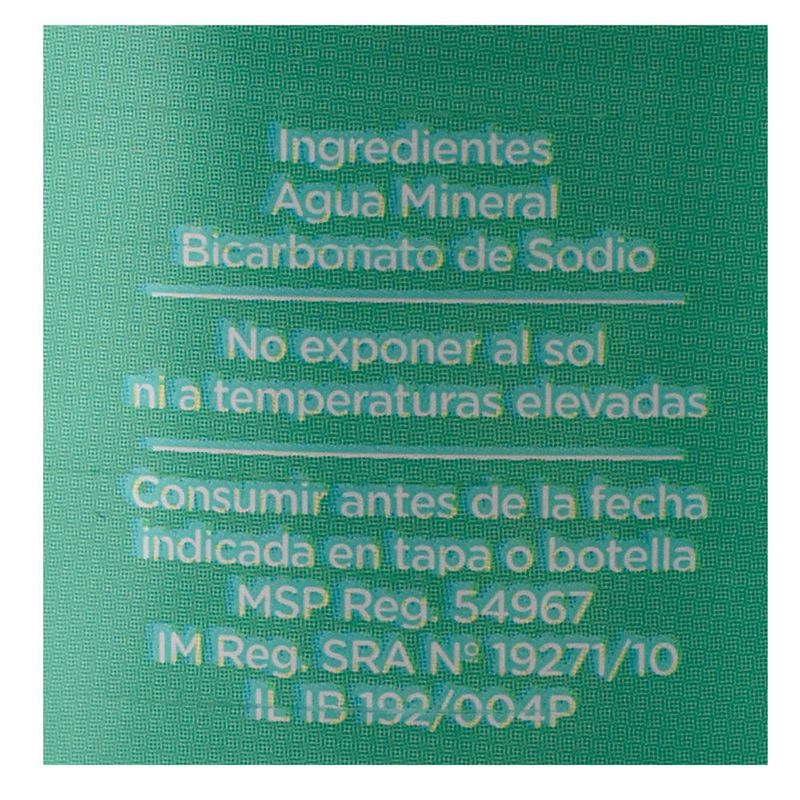 Ingredientes
Agua Mineral
Bicarbonato de Sodio
No exponer al sol
ni a temperaturas elevadas
Consumir antes de la fecha
indicada en tapa o botella
MSP Reg. 54967
IM Reg. SRA Nº 19271/10
IL IB 192/004P